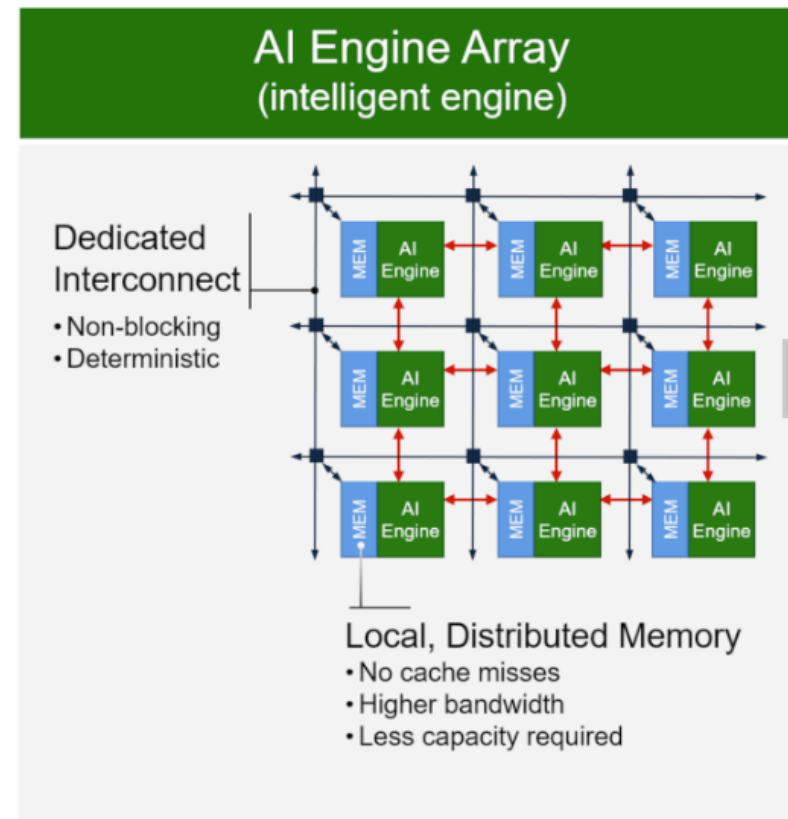 AI Engine Array
(intelligent engine)
Dedicated
Interconnect
• Non-blocking
• Deterministic
MEM
AI
Engine
MEM
AI
Engine
MEM
AI
Engine
MEM
AI
Engine
MEM
AI
Engine
MEM
AI
Engine
MEM
AI
Engine
MEM
AI
Engine
MEM
AI
Engine
Local, Distributed Memory
• No cache misses
• Higher bandwidth
• Less capacity required